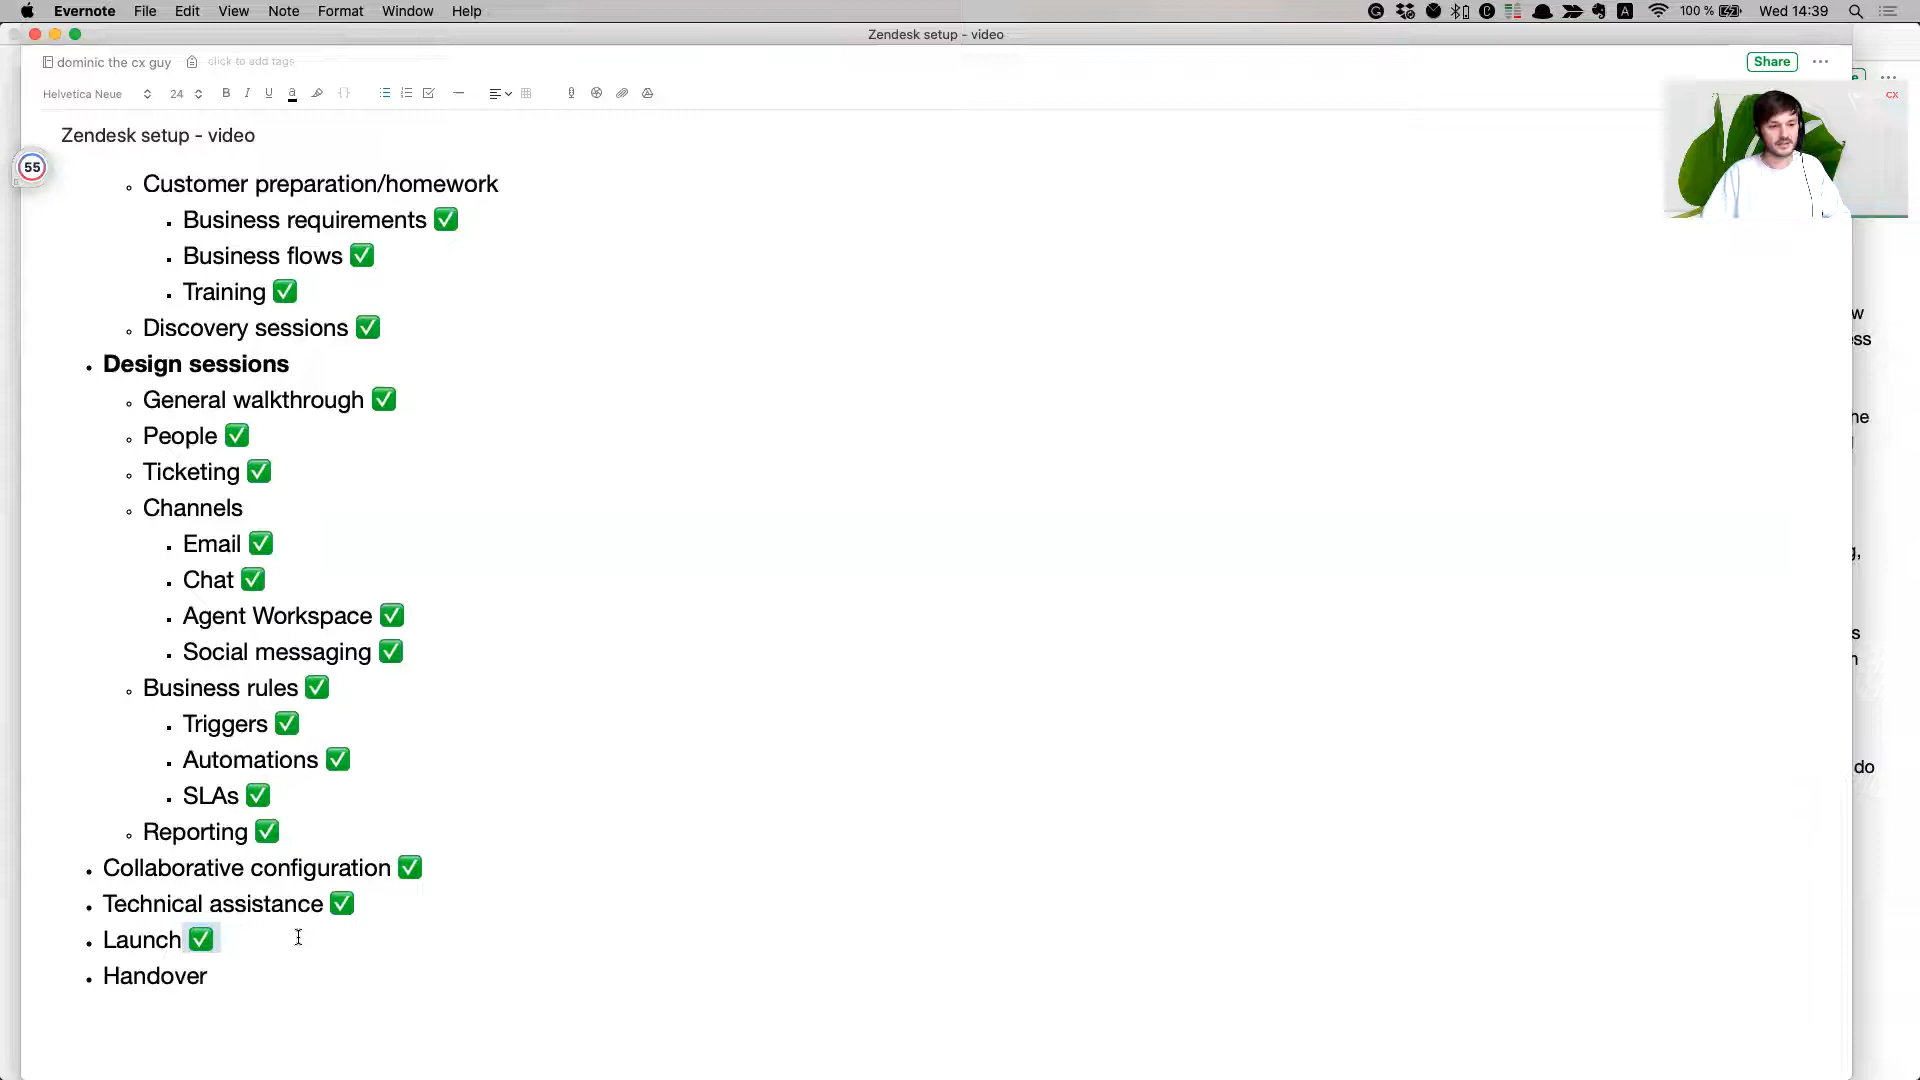 Evernote File Edit View Note Format Window Help 100 % Wed 14:39
Zendesk setup - video
dominic the cx guy click to add tags Share
Helvetica Neue 24 B I U a
CX
Zendesk setup - video
55
Customer preparation/homework
Business requirements ✅
Business flows ✅
Training ✅
Discovery sessions ✅
Design sessions
General walkthrough ✅
People ✅
Ticketing ✅
Channels
Email ✅
Chat ✅
Agent Workspace ✅
Social messaging ✅
Business rules ✅
Triggers ✅
Automations ✅
SLAs ✅
Reporting ✅
Collaborative configuration ✅
Technical assistance ✅
Launch ✅
Handover
do